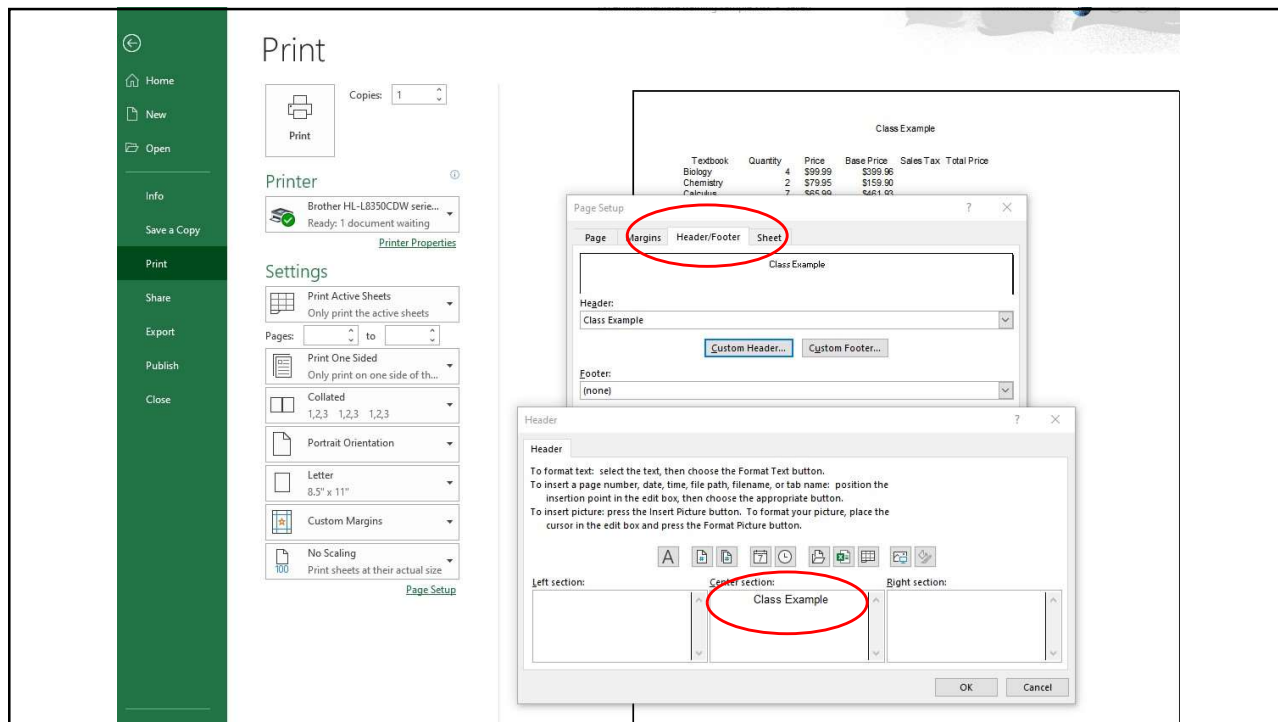 Print
Home
New
Open
Info
Save a Copy
Print
Share
Export
Publish
Close
Copies: 1
Print
Printer
Brother HL-L8350CDW serie...
Ready: 1 document waiting
Printer Properties
Settings
Print Active Sheets
Only print the active sheets
Pages: to
Print One Sided
Only print on one side of th...
Collated
1,2,3 1,2,3 1,2,3
Portrait Orientation
Letter
8.5" x 11"
Custom Margins
No Scaling
100 Print sheets at their actual size
Page Setup
Class Example
Textbook Quantity Price Base Price Sales Tax Total Price
Biology 4 $99.99 $399.96
Chemistry 2 $79.95 $159.90
Calculus 7 $65.99 $461.93
Page Setup ?
Page Margins Header/Footer Sheet
Class Example
Header:
Class Example
Custom Header... Custom Footer...
Footer:
(none)
Header ?
Header
To format text: select the text, then choose the Format Text button.
To insert a page number, date, time, file path, filename, or tab name: position the
insertion point in the edit box, then choose the appropriate button.
To insert picture: press the Insert Picture button. To format your picture, place the
cursor in the edit box and press the Format Picture button.
A # # 7
Left section: Center section: Right section:
Class Example
OK Cancel